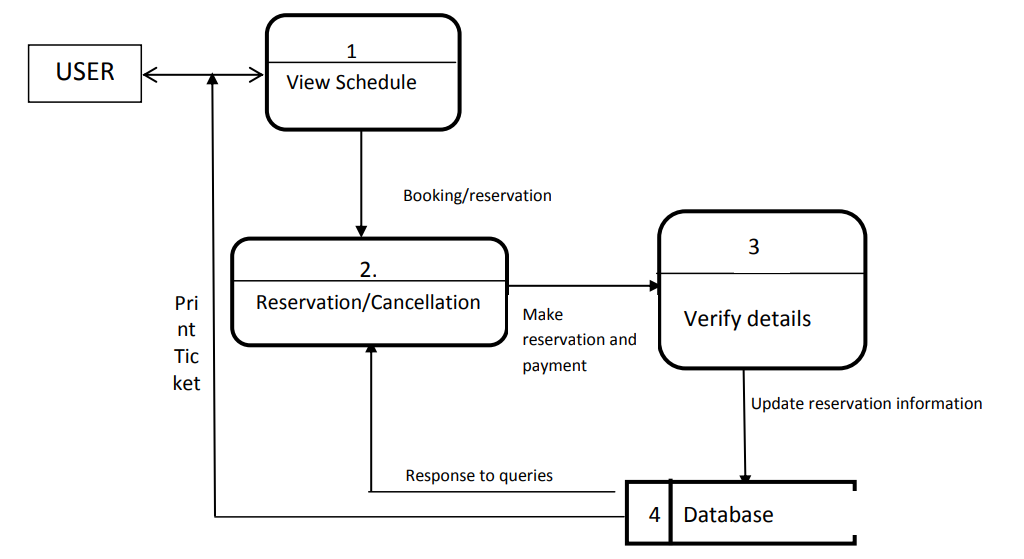 1
USER
View Schedule
Booking/reservation
2.
Reservation/Cancellation
3
Verify details
Make
reservation and
payment
Pri
nt
Tic
ket
Update reservation information
Response to queries
4
Database